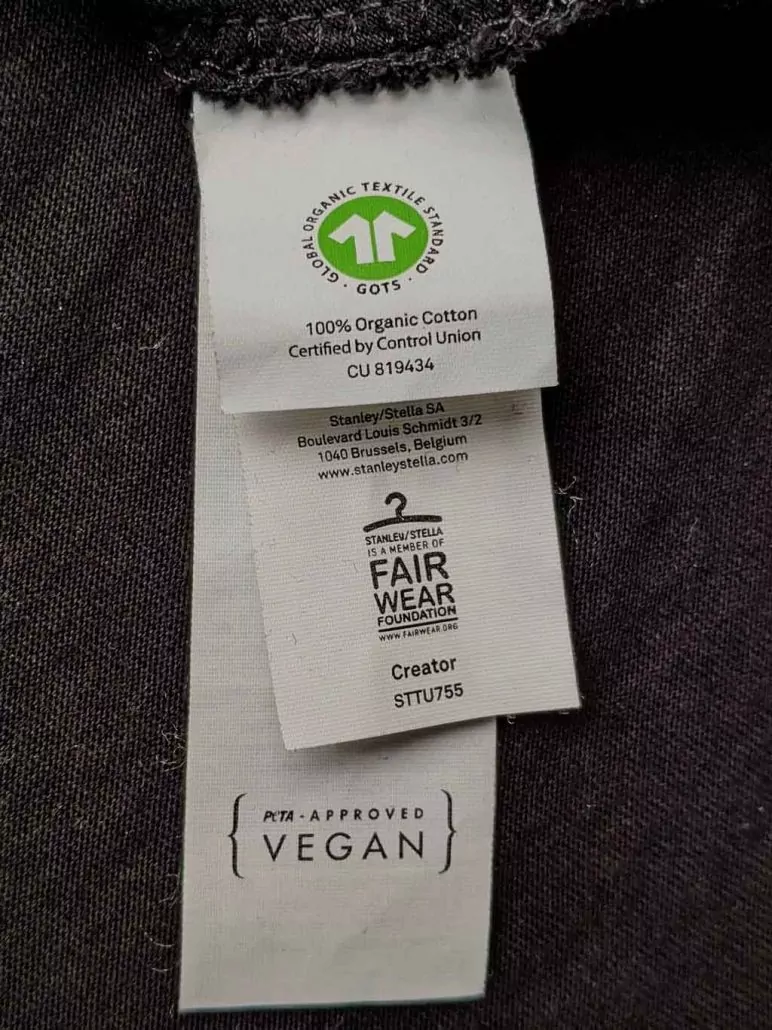 GLOBAL ORGANIC TEXTILE STANDARD
· GOTS ·
100% Organic Cotton
Certified by Control Union
CU 819434
Stanley/Stella SA
Boulevard Louis Schmidt 3/2
1040 Brussels, Belgium
www.stanleystella.com
STANLEY/STELLA
IS A MEMBER OF
FAIR
WEAR
FOUNDATION
WWW.FAIRWEAR.ORG
Creator
STTU755
PETA-APPROVED
VEGAN